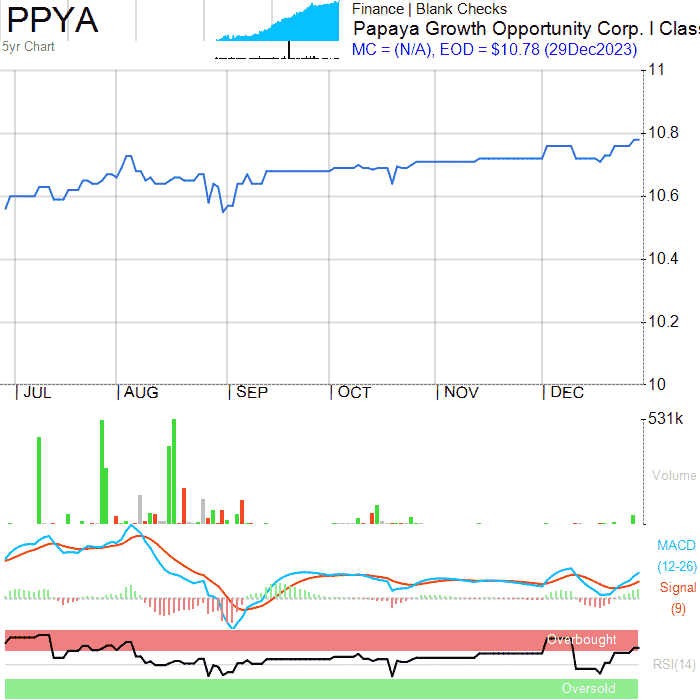 PPYA
5yr Chart
Finance | Blank Checks
Papaya Growth Opportunity Corp. I Clas
MC = (N/A), EOD = $10.78 (29Dec2023)
11
10.8
10.6
10.4
10.2
10
JUL AUG SEP OCT NOV DEC
531k
Volume
MACD
(12-26)
Signal
(9)
Overbought
RSI(14)
Oversold